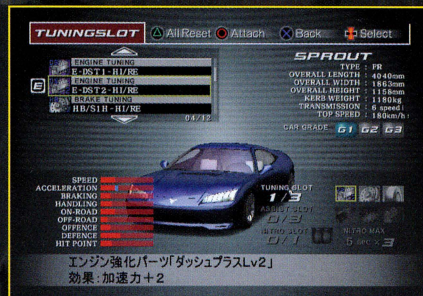 TUNINGSLOT All Reset Attach Back Select
ENGINE TUNING
E-DST1-HI/RE
E
ENGINE TUNING
E-DST2-HI/RE
BRAKE TUNING
HB/SIH-HI/RE
04/12
SPROUT
TYPE : FR
OVERALL LENGTH : 4040mm
OVERALL WIDTH : 1863mm
OVERALL HEIGHT : 1158mm
KERB WEIGHT : 1180kg
TRANSMISSION : 6 speed
TOP SPEED : 180km/h
CAR GRADE G1 G2 G3
SPEED
ACCELERATION
BRAKING
HANDLING
ON-ROAD
OFF-ROAD
OFFENCE
DEFENCE
HIT POINT
TUNING SLOT
1/3
ASSIST SLOT
0/3
NITRO SLOT
0/1
NITRO MAX
5 sec × 3
エンジン強化パーツ「ダッシュプラスLv2」
効果:加速力+2